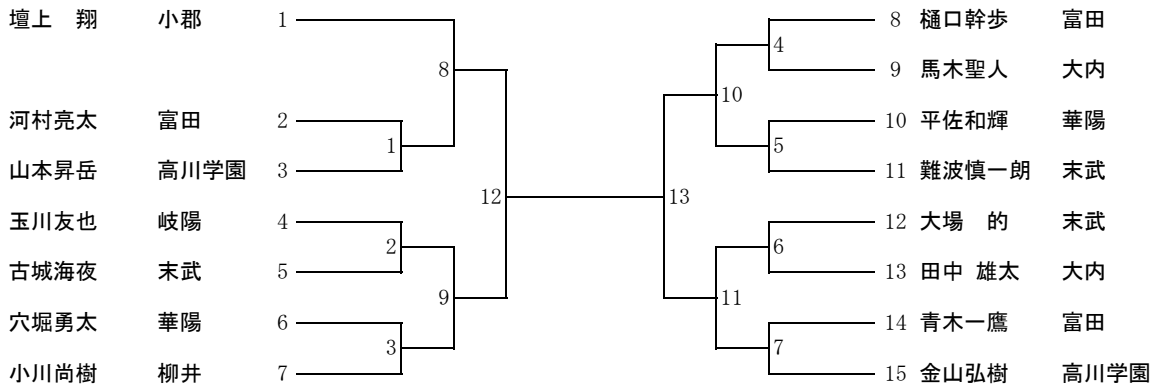 壇上　翔　小郡　1
8
河村亮太　富田　2
1
山本昇岳　高川学園　3
12
玉川友也　岐陽　4
2
古城海夜　末武　5
9
穴堀勇太　華陽　6
3
小川尚樹　柳井　7
8　樋口幹歩　富田
4
9　馬木聖人　大内
10
10　平佐和輝　華陽
5
11　難波慎一朗　末武
13
12　大場　的　末武
6
13　田中 雄太　大内
11
14　青木一鷹　富田
7
15　金山弘樹　高川学園